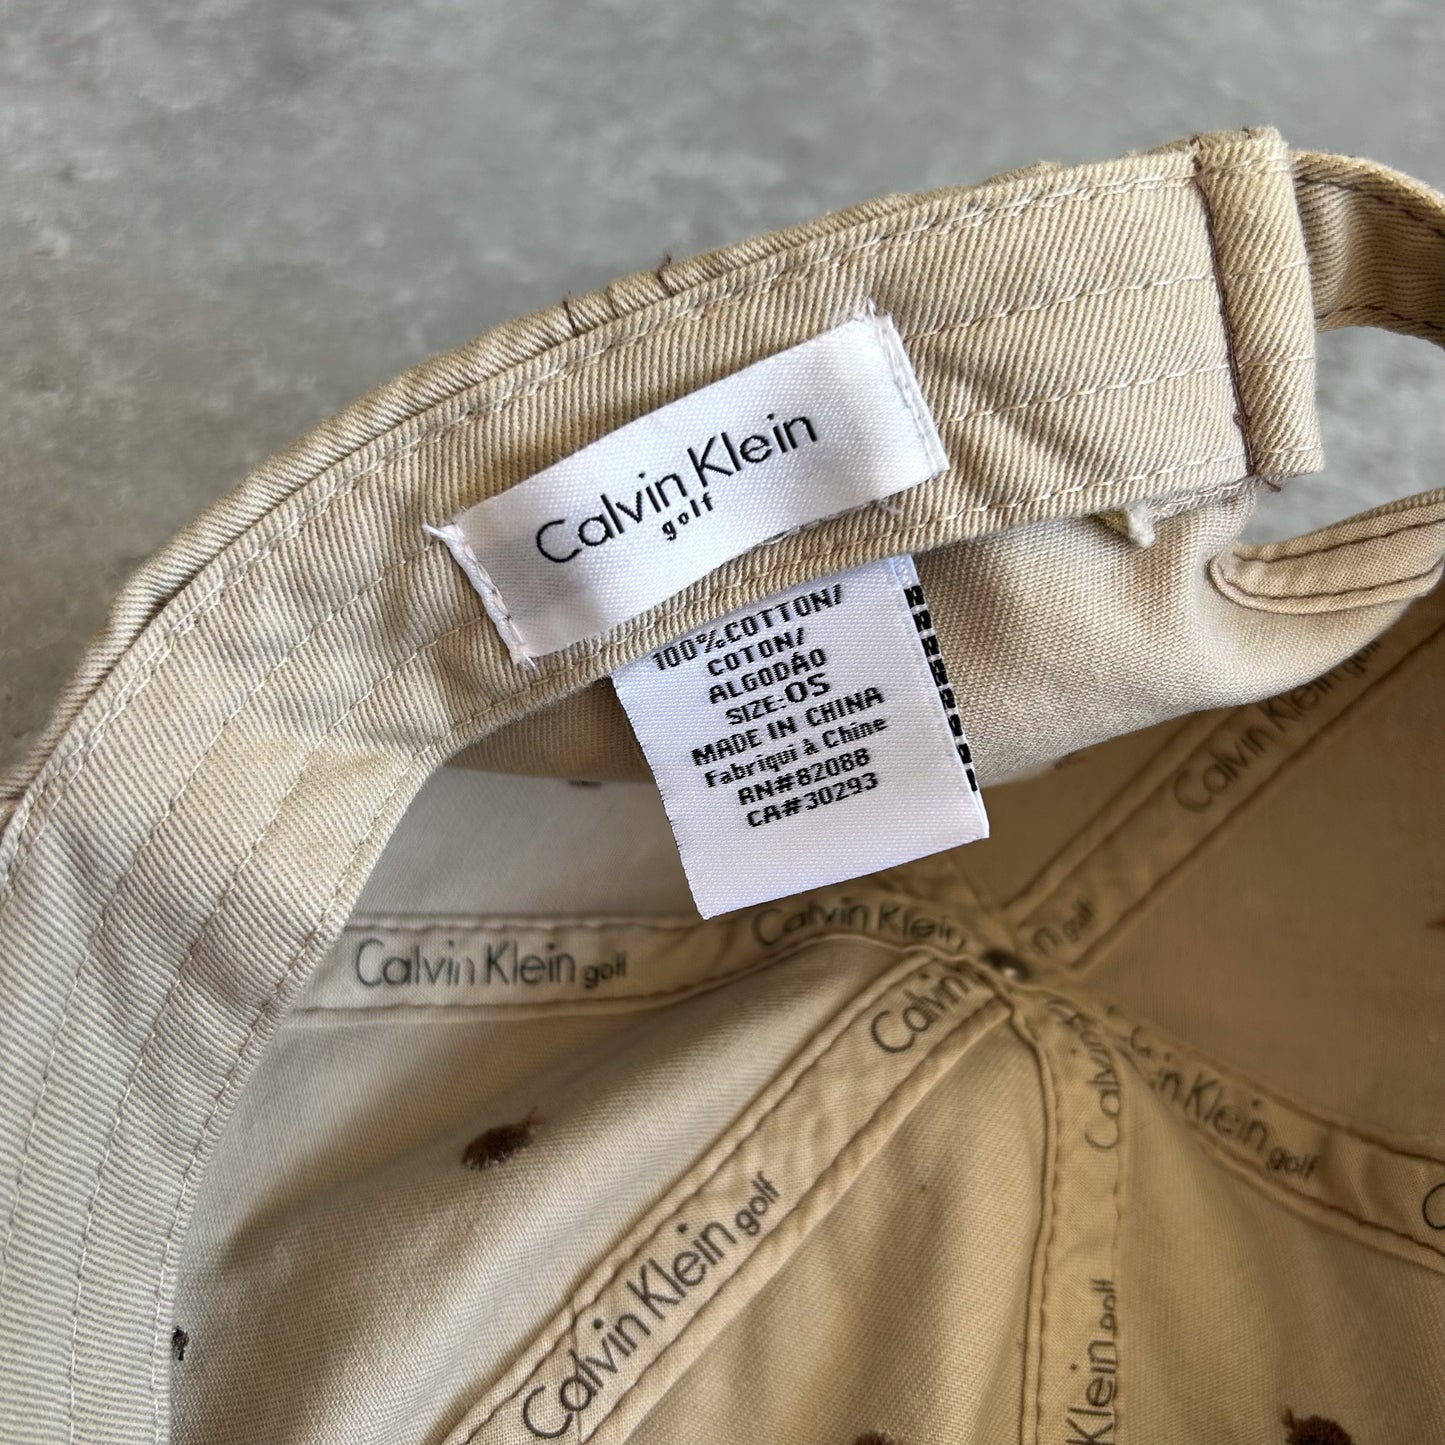 Calvin Klein
golf
100%COTTON/
COTON/
ALGODÃO
SIZE:OS
MADE IN CHINA
Fabriqui à Chine
RN#82088
CA#30293
Calvin Klein
Calvin Klein golf
Calvin Klein
golf
Calvin
Calvin Klein golf
Calvin
Klein golf
Klein golf